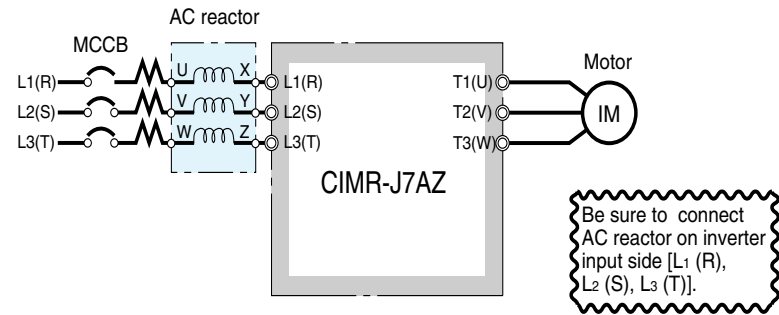 AC reactor
MCCB
Motor
L1(R) U X L1(R) T1(U)
L2(S) V Y L2(S) T2(V) IM
L3(T) W Z L3(T) T3(W)
CIMR-J7AZ
Be sure to connect
AC reactor on inverter
input side [L1 (R),
L2 (S), L3 (T)].